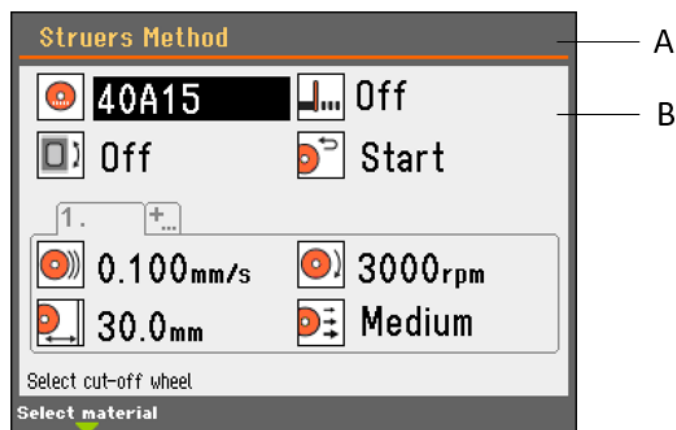 Struers Method
A
40A15 Off
B
Off Start
1. +...
0.100mm/s 3000rpm
30.0mm Medium
Select cut-off wheel
Select material